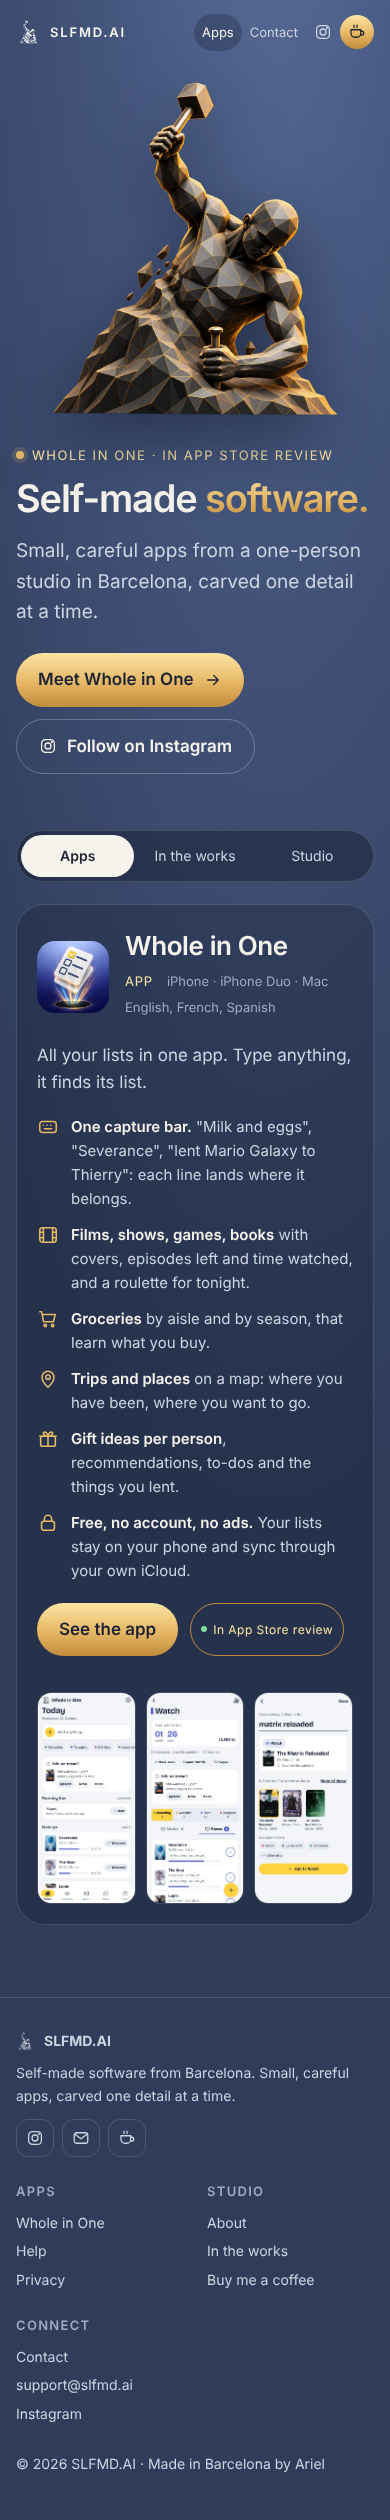 SLFMD.AI
Apps
Contact
WHOLE IN ONE · IN APP STORE REVIEW
Self-made software.
Small, careful apps from a one-person
studio in Barcelona, carved one detail
at a time.
Meet Whole in One →
Follow on Instagram
Apps
In the works
Studio
Whole in One
APP iPhone · iPhone Duo · Mac
English, French, Spanish
All your lists in one app. Type anything,
it finds its list.
One capture bar. "Milk and eggs",
"Severance", "lent Mario Galaxy to
Thierry": each line lands where it
belongs.
Films, shows, games, books with
covers, episodes left and time watched,
and a roulette for tonight.
Groceries by aisle and by season, that
learn what you buy.
Trips and places on a map: where you
have been, where you want to go.
Gift ideas per person,
recommendations, to-dos and the
things you lent.
Free, no account, no ads. Your lists
stay on your phone and sync through
your own iCloud.
See the app
In App Store review
Whole in One
Today
Watch
01 26
matrix reloaded
The Matrix Reloaded
SLFMD.AI
Self-made software from Barcelona. Small, careful
apps, carved one detail at a time.
APPS
Whole in One
Help
Privacy
STUDIO
About
In the works
Buy me a coffee
CONNECT
Contact
support@slfmd.ai
Instagram
© 2026 SLFMD.AI · Made in Barcelona by Ariel